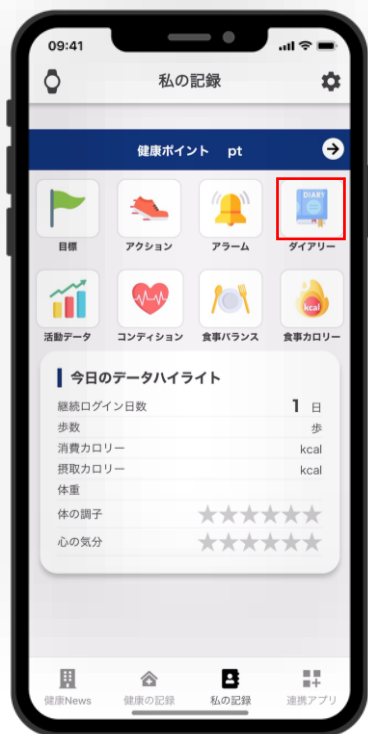 09:41
私の記録
健康ポイント pt
DIARY
目標 アクション アラーム ダイアリー
kcal
活動データ コンディション 食事バランス 食事カロリー
今日のデータハイライト
継続ログイン日数 1 日
歩数 歩
消費カロリー kcal
摂取カロリー kcal
体重
体の調子
心の気分
健康News 健康の記録 私の記録 連携アプリ